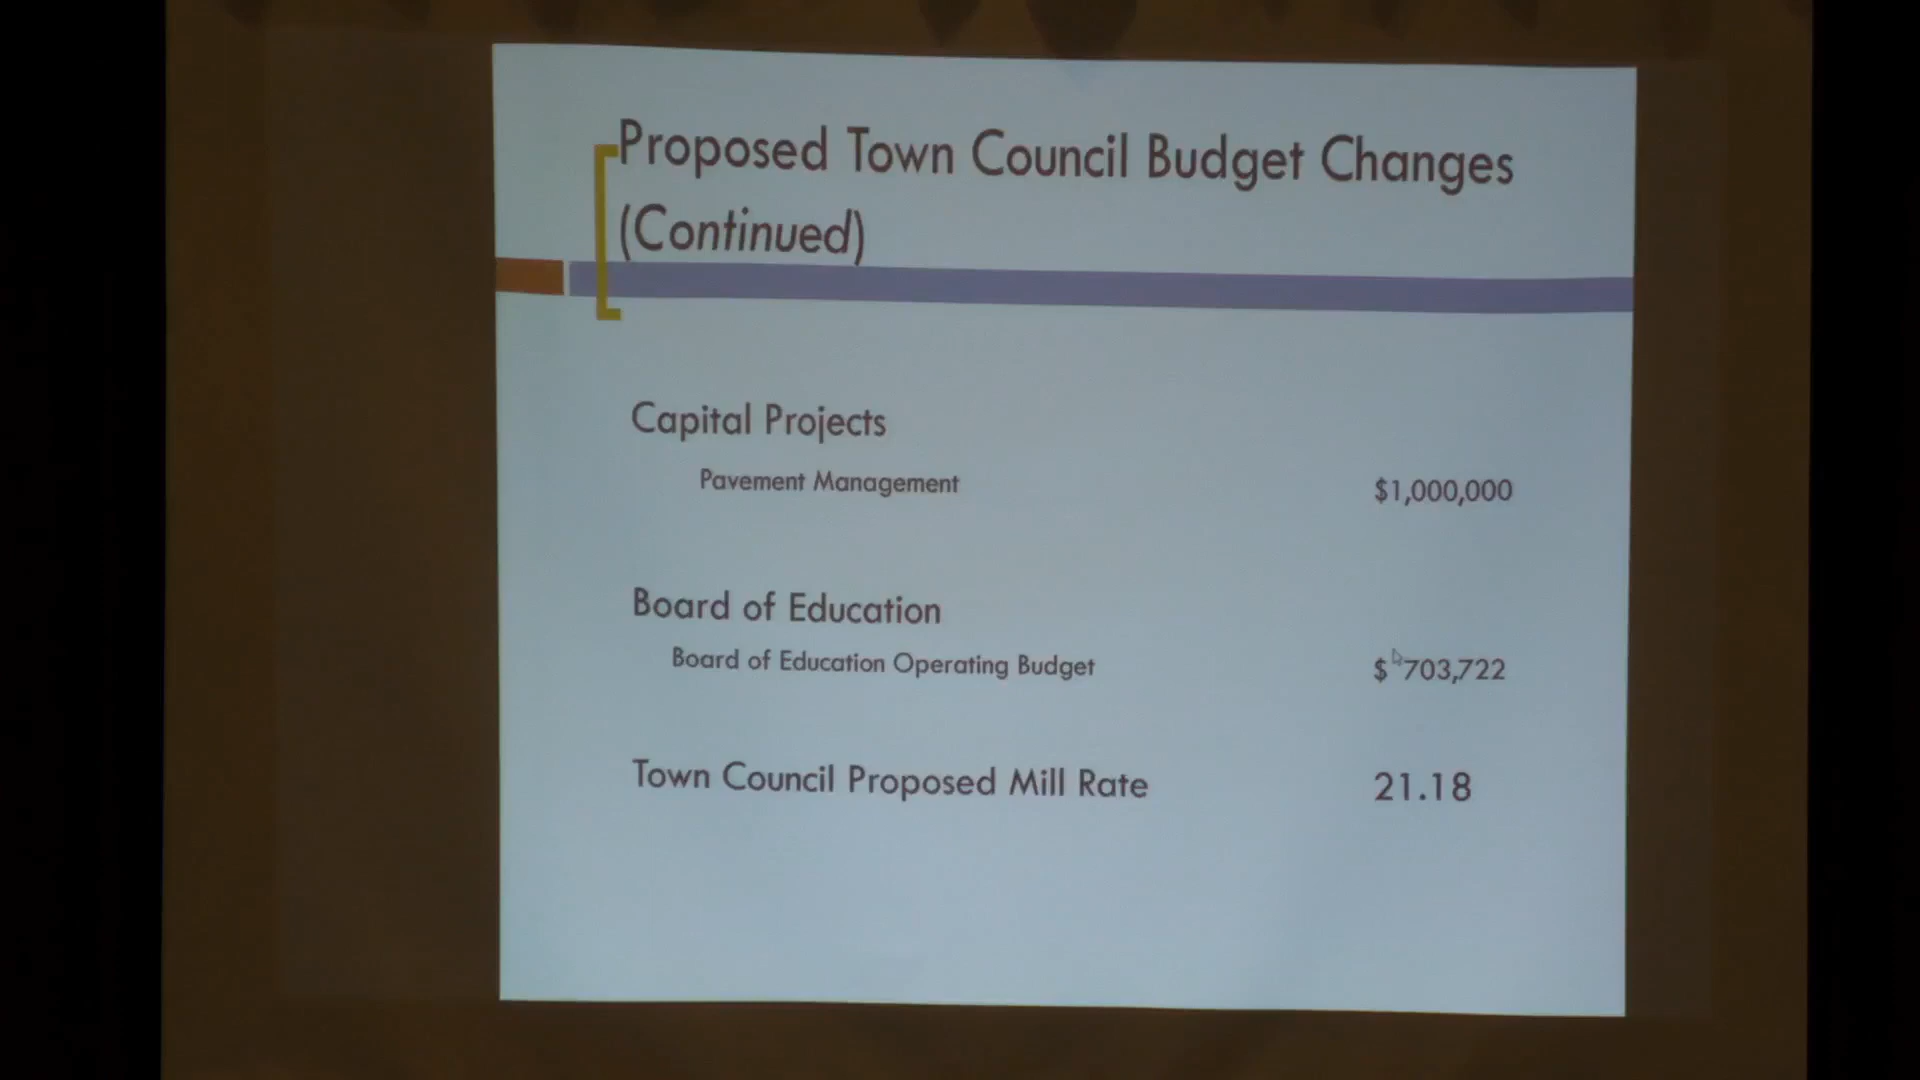 Proposed Town Council Budget Changes
(Continued)
Capital Projects
Pavement Management $1,000,000
Board of Education
Board of Education Operating Budget $ 703,722
Town Council Proposed Mill Rate 21.18